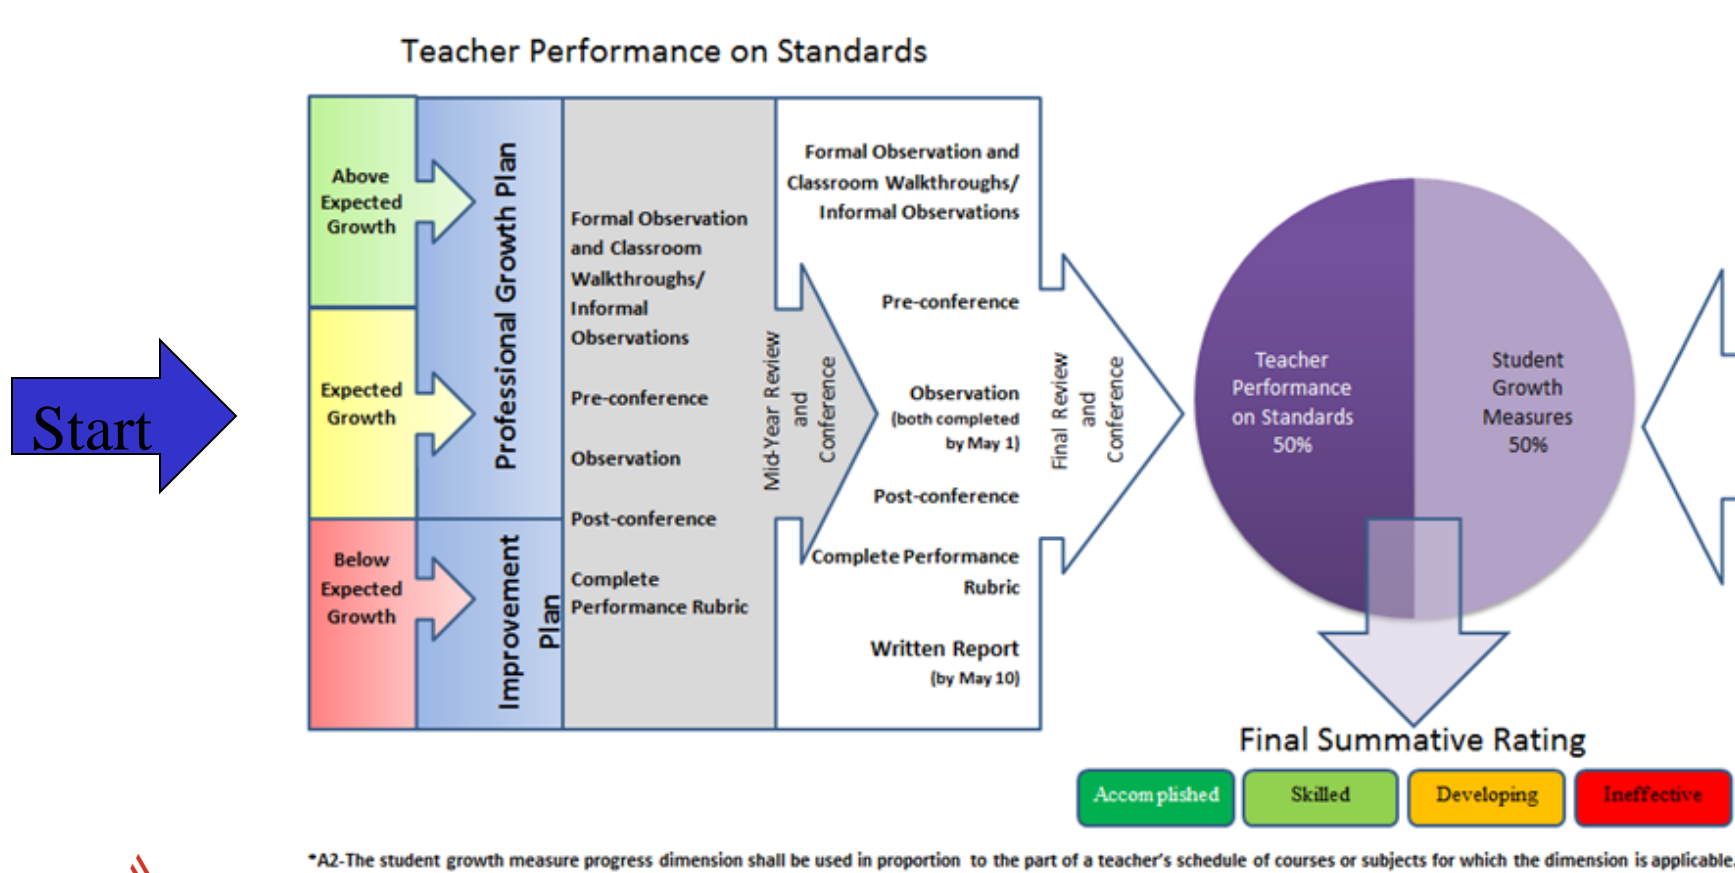 Teacher Performance on Standards
Start
Above
Expected
Growth
Expected
Growth
Below
Expected
Growth
Professional Growth Plan
Improvement
Plan
Formal Observation
and Classroom
Walkthroughs/
Informal
Observations
Pre-conference
Observation
Post-conference
Complete
Performance Rubric
Mid-Year Review
and
Conference
Formal Observation and
Classroom Walkthroughs/
Informal Observations
Pre-conference
Observation
(both completed
by May 1)
Post-conference
Complete Performance
Rubric
Written Report
(by May 10)
Final Review
and
Conference
Teacher
Performance
on Standards
50%
Student
Growth
Measures
50%
Final Summative Rating
Accomplished
Skilled
Developing
Ineffective
*A2-The student growth measure progress dimension shall be used in proportion to the part of a teacher's schedule of courses or subjects for which the dimension is applicable.